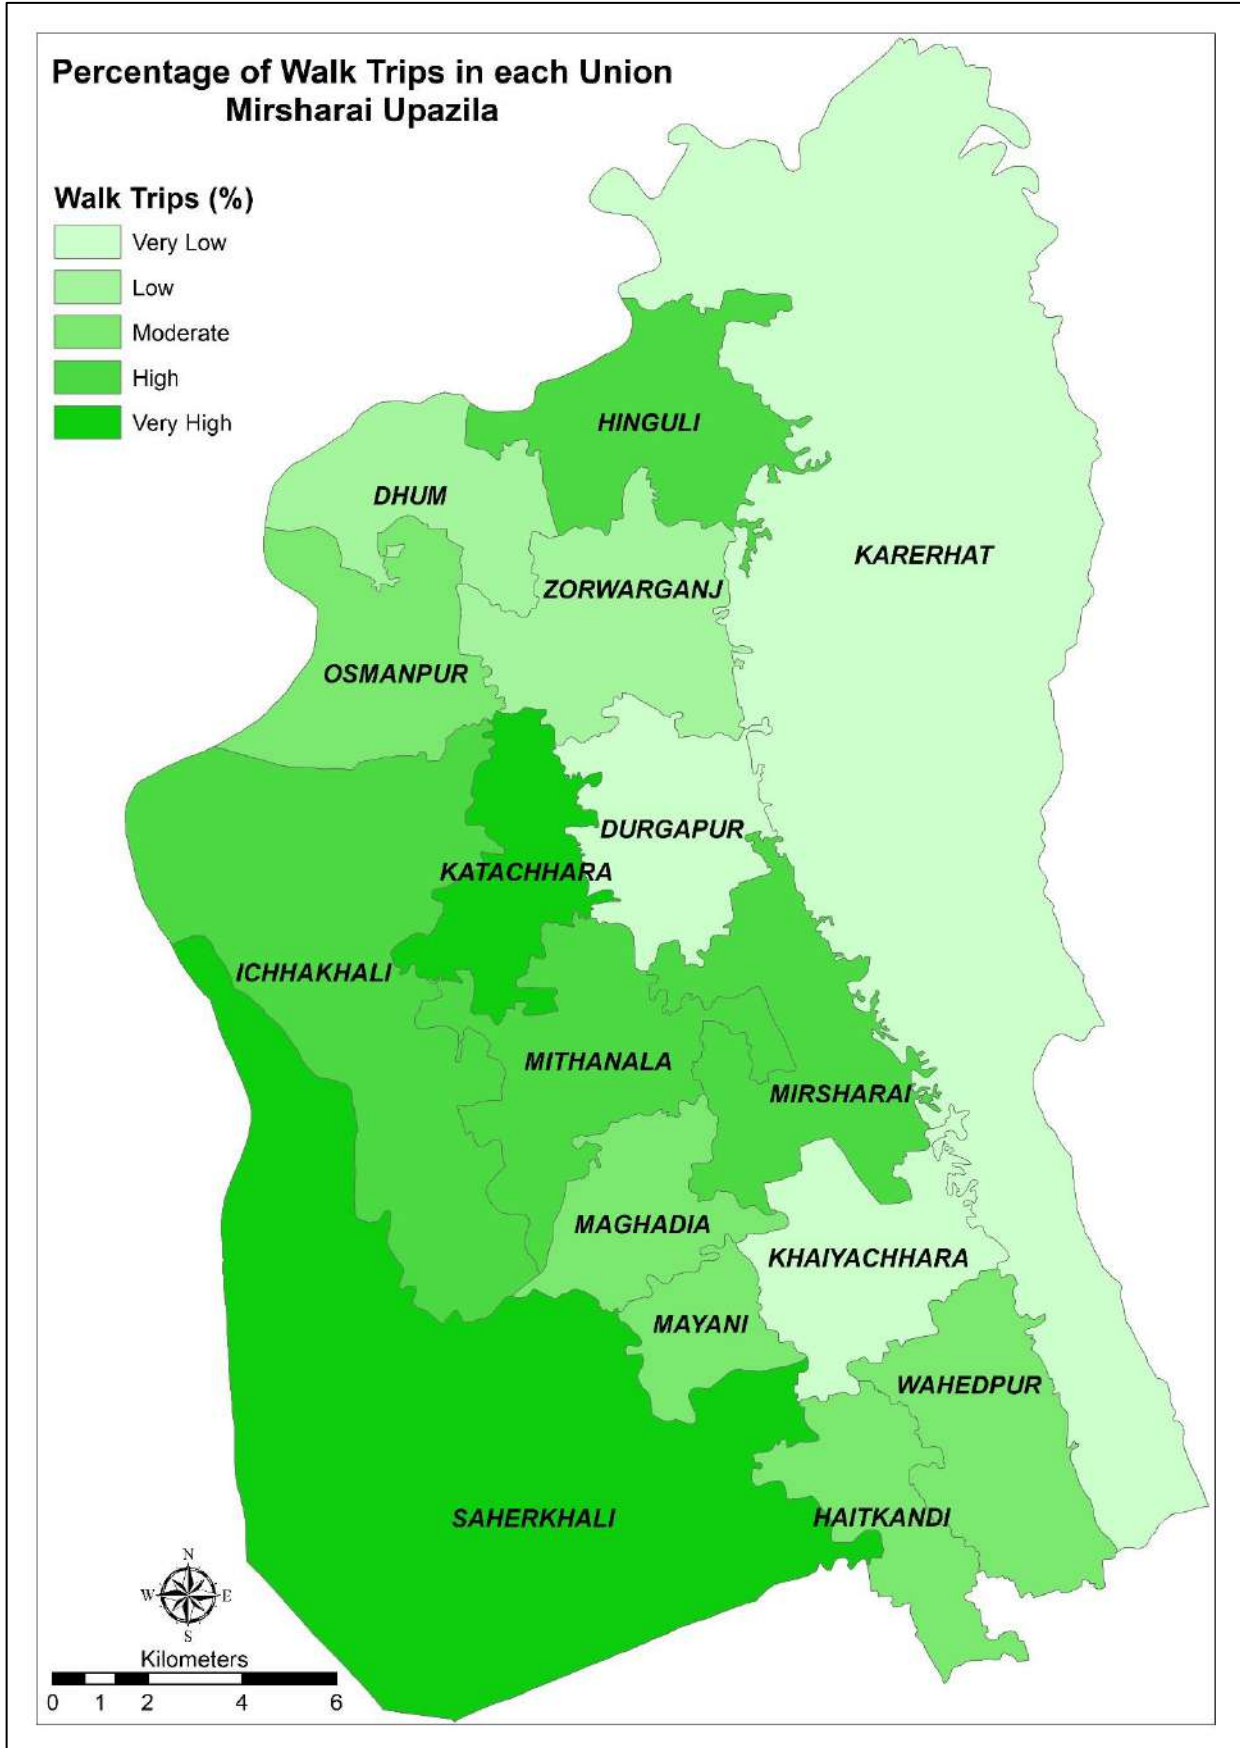 Percentage of Walk Trips in each Union
Mirsharai Upazila
Walk Trips (%)
Very Low
Low
Moderate
High
Very High
HINGULI
DHUM
KARERHAT
ZORWARGANJ
OSMANPUR
DURGAPUR
KATACHHARA
ICHHAKHALI
MITHANALA
MIRSHARAI
MAGHADIA
KHAIYACHHARA
MAYANI
WAHEDPUR
SAHERKHALI
HAITKANDI
N
W E
S
Kilometers
0 1 2 4 6